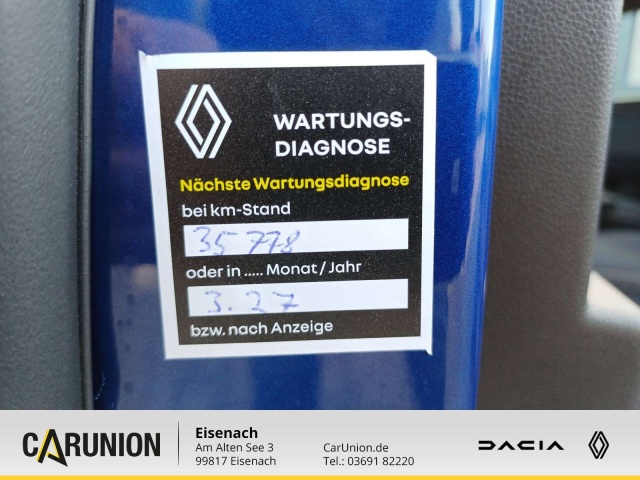 WARTUNGS-
DIAGNOSE
Nächste Wartungsdiagnose
bei km-Stand
35 778
oder in ..... Monat/Jahr
3.27
bzw. nach Anzeige
CARUNION
Eisenach
Am Alten See 3
99817 Eisenach
CarUnion.de
Tel.: 03691 82220
DACIA